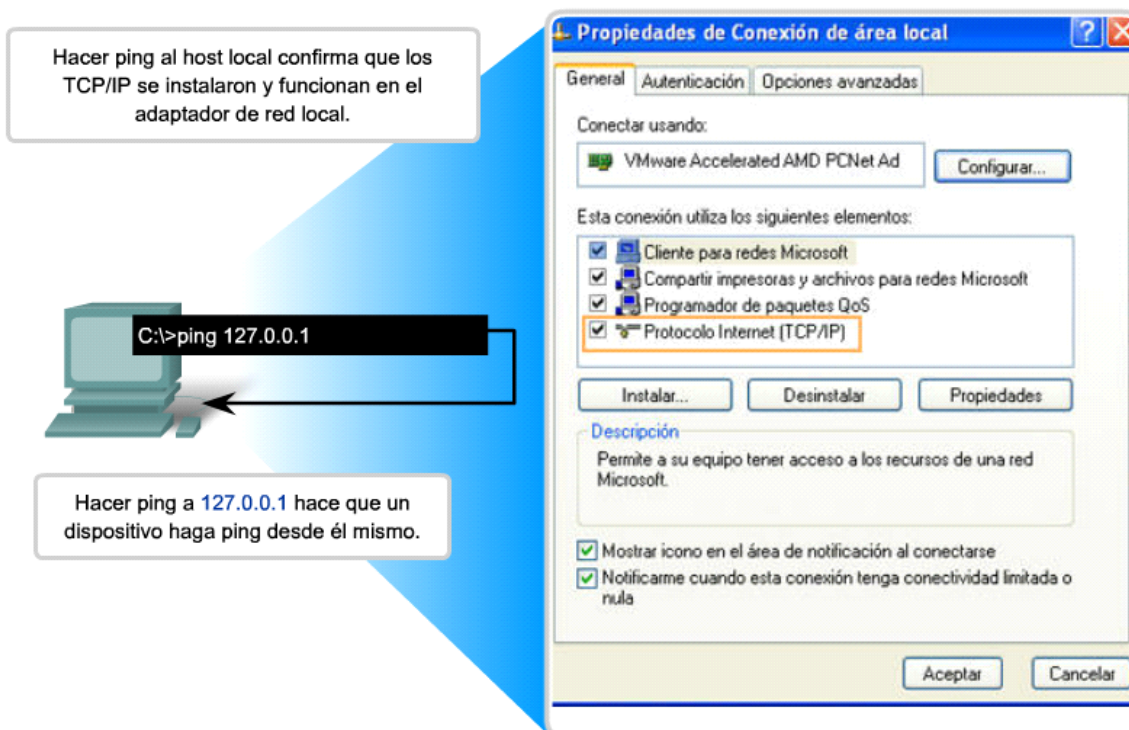 Hacer ping al host local confirma que los
TCP/IP se instalaron y funcionan en el
adaptador de red local.
C:\>ping 127.0.0.1
Hacer ping a 127.0.0.1 hace que un
dispositivo haga ping desde él mismo.
Propiedades de Conexión de área local
General
Autenticación
Opciones avanzadas
Conectar usando:
VMware Accelerated AMD PCNet Ad
Configurar...
Esta conexión utiliza los siguientes elementos:
Cliente para redes Microsoft
Compartir impresoras y archivos para redes Microsoft
Programador de paquetes QoS
Protocolo Internet (TCP/IP)
Instalar...
Desinstalar
Propiedades
Descripción
Permite a su equipo tener acceso a los recursos de una red
Microsoft.
Mostrar icono en el área de notificación al conectarse
Notificarme cuando esta conexión tenga conectividad limitada o
nula
Aceptar
Cancelar